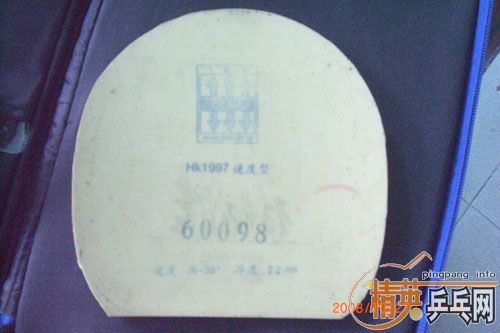 HK1997 速度型
60098
硬度 36-38° 厚度 2.2mm
2008
pingpang.info
精英乒乓网